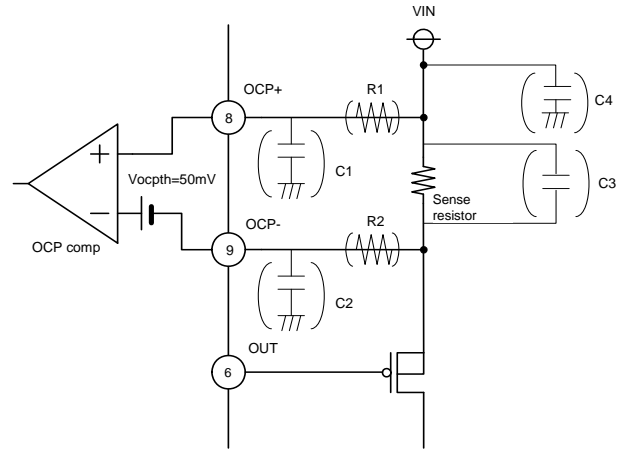 VIN
OCP+
R1
C4
8
Vocpth=50mV
C1
Sense
resistor
C3
OCP comp
OCP-
R2
9
C2
OUT
6